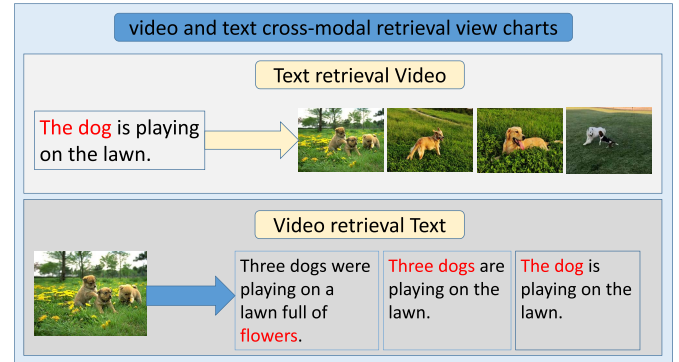 video and text cross-modal retrieval view charts
Text retrieval Video
The dog is playing
on the lawn.
Video retrieval Text
Three dogs were
playing on a
lawn full of
flowers.
Three dogs are
playing on the
lawn.
The dog is
playing on the
lawn.